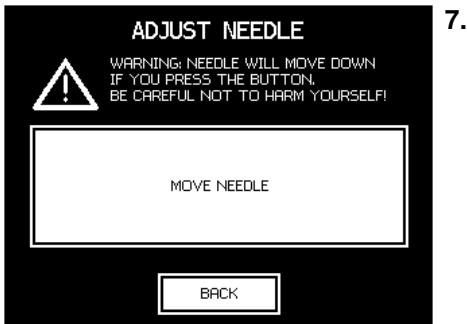 ADJUST NEEDLE
7.
WARNING: NEEDLE WILL MOVE DOWN
IF YOU PRESS THE BUTTON.
BE CAREFUL NOT TO HARM YOURSELF!
MOVE NEEDLE
BACK